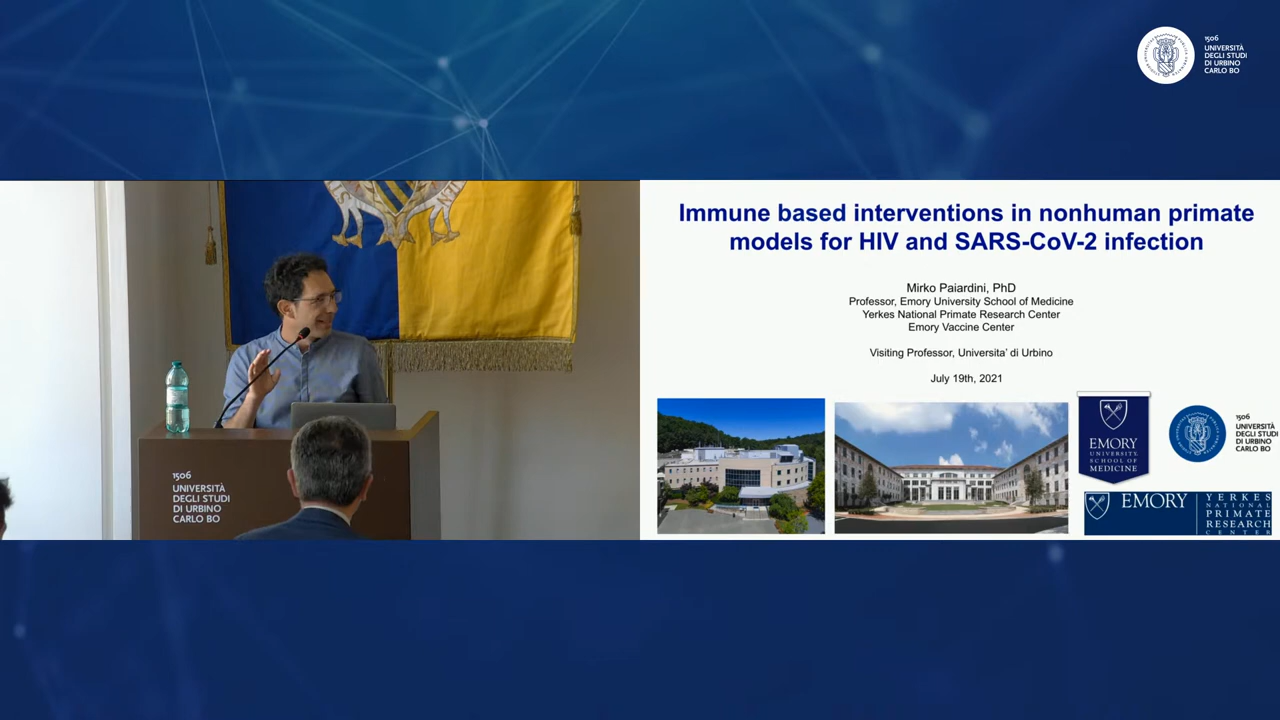 1506
UNIVERSITÀ
DEGLI STUDI
DI URBINO
CARLO BO
Immune based interventions in nonhuman primate
models for HIV and SARS-CoV-2 infection
Mirko Paiardini, PhD
Professor, Emory University School of Medicine
Yerkes National Primate Research Center
Emory Vaccine Center
Visiting Professor, Universita' di Urbino
July 19th, 2021
EMORY
UNIVERSITY
SCHOOL OF
MEDICINE
1506
UNIVERSITÀ
DEGLI STUDI
DI URBINO
CARLO BO
EMORY
YERKES
NATIONAL
PRIMATE
RESEARCH
CENTER
1506
UNIVERSITÀ
DEGLI STUDI
DI URBINO
CARLO BO